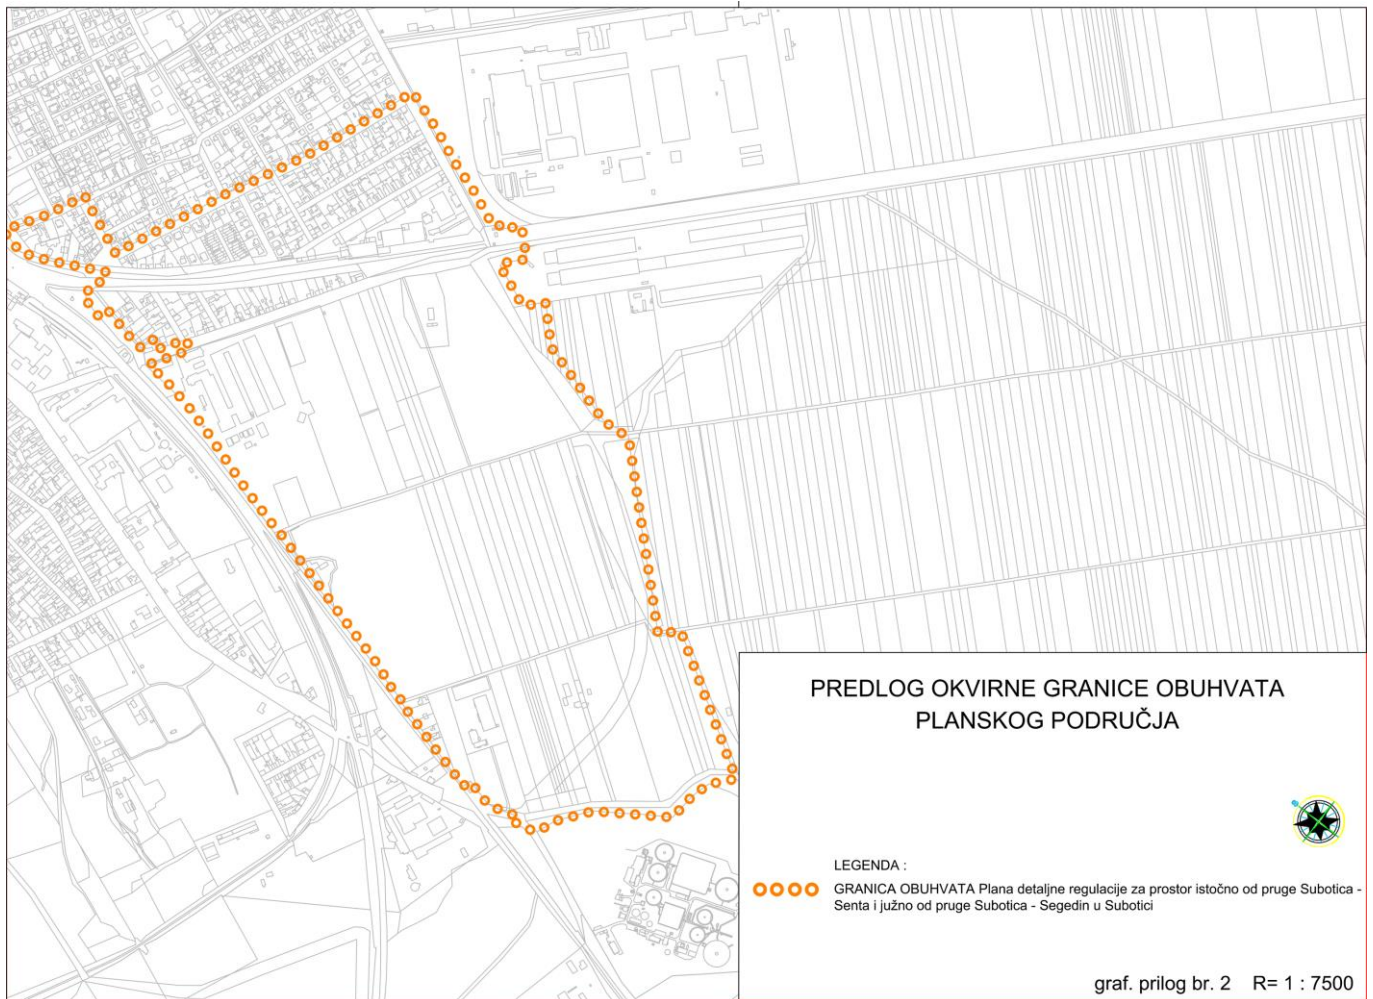 PREDLOG OKVIRNE GRANICE OBUHVATA
PLANSKOG PODRUČJA
LEGENDA :
GRANICA OBUHVATA Plana detaljne regulacije za prostor istočno od pruge Subotica -
Senta i južno od pruge Subotica - Segedin u Subotici
graf. prilog br. 2 R= 1 : 7500